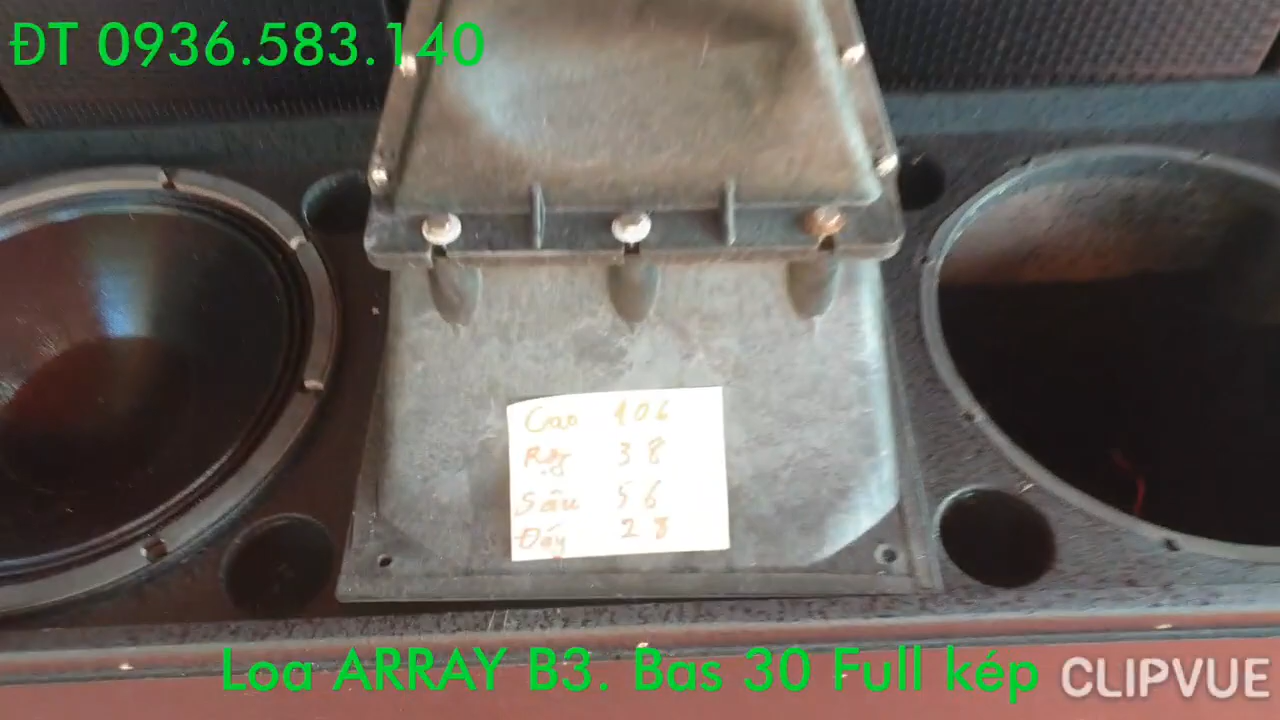 ĐT 0936.583.140
Cao 106
Rộg 38
Sâu 56
Đáy 28
Loa ARRAY B3. Bas 30 Full kép
CLIPVUE